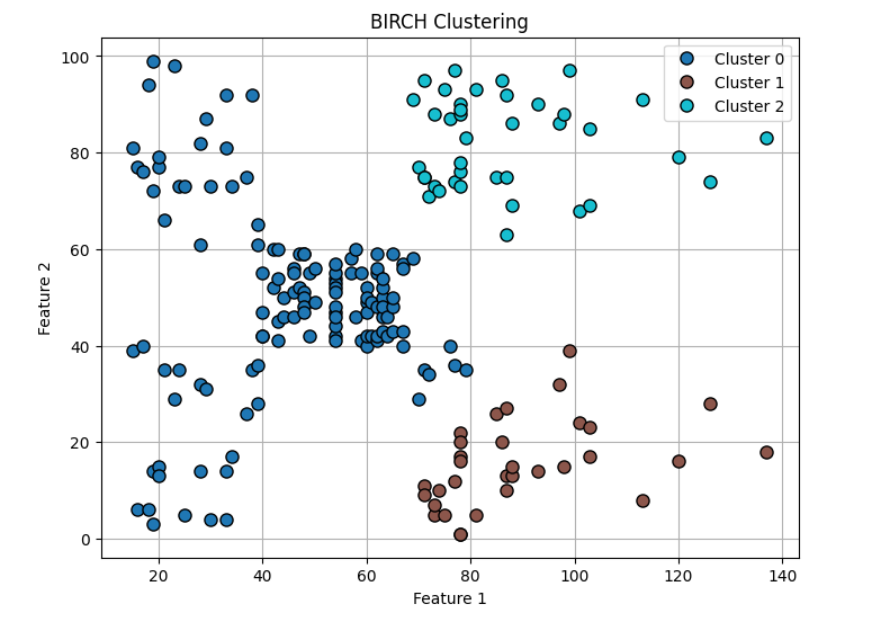 BIRCH Clustering
Cluster 0
Cluster 1
Cluster 2
100
80
60
40
20
0
Feature 2
20 40 60 80 100 120 140
Feature 1